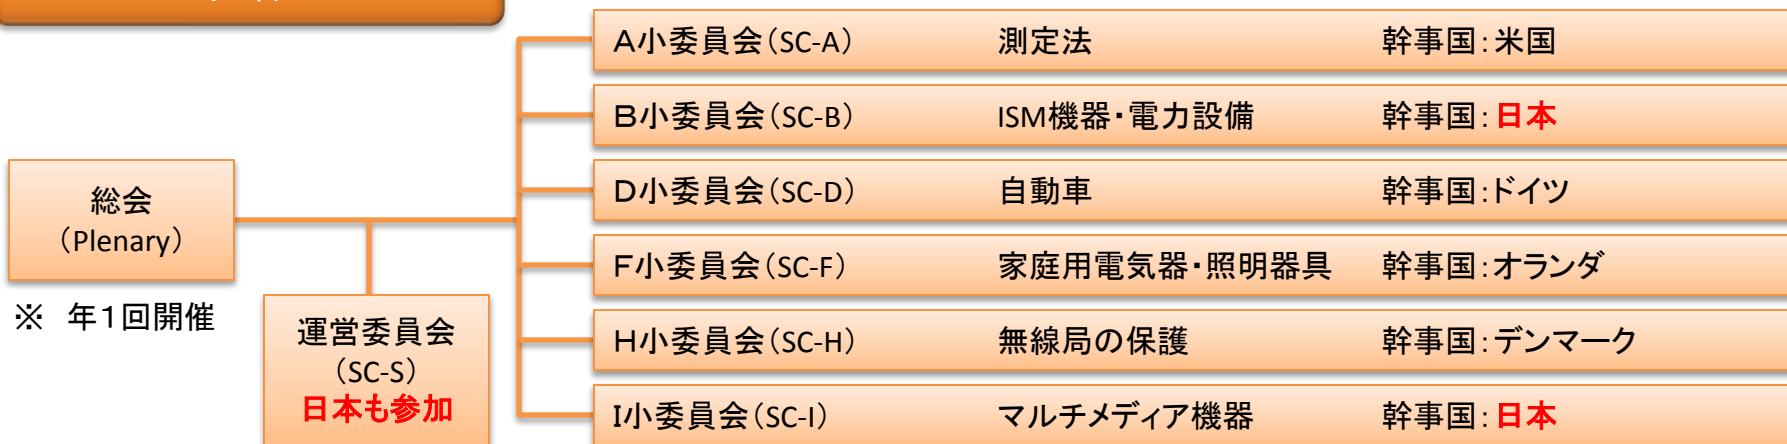 A小委員会（SC-A） 測定法 幹事国：米国
B小委員会（SC-B） ISM機器・電力設備 幹事国：日本
D小委員会（SC-D） 自動車 幹事国：ドイツ
F小委員会（SC-F） 家庭用電気器・照明器具 幹事国：オランダ
H小委員会（SC-H） 無線局の保護 幹事国：デンマーク
I小委員会（SC-I） マルチメディア機器 幹事国：日本
総会
（Plenary）
※ 年１回開催
運営委員会
（SC-S）
日本も参加